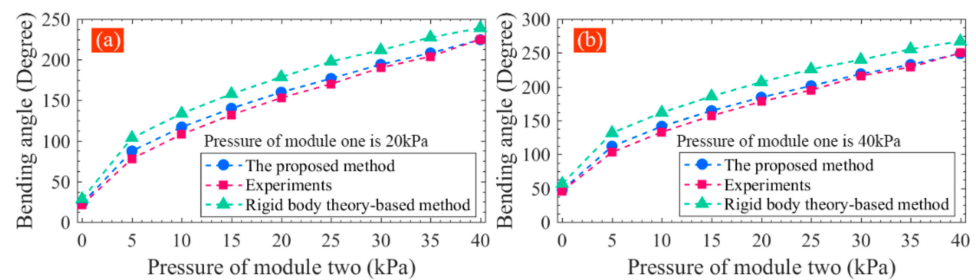 (a)
Bending angle (Degree)
250
200
150
100
50
0
Pressure of module one is 20kPa
The proposed method
Experiments
Rigid body theory-based method
0 5 10 15 20 25 30 35 40
Pressure of module two (kPa)
(b)
Bending angle (Degree)
300
250
200
150
100
50
0
Pressure of module one is 40kPa
The proposed method
Experiments
Rigid body theory-based method
0 5 10 15 20 25 30 35 40
Pressure of module two (kPa)